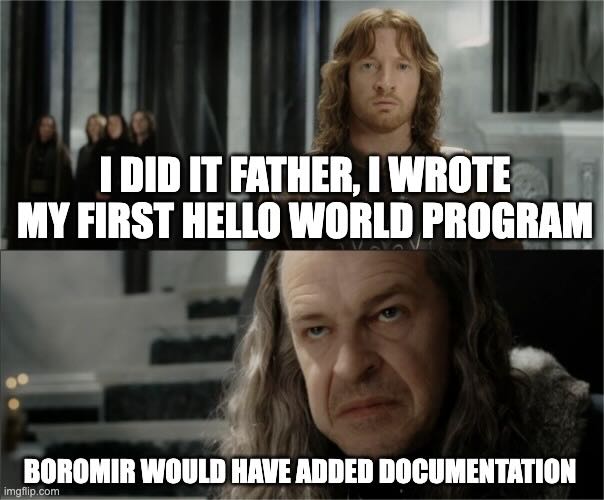 I DID IT FATHER, I WROTE
MY FIRST HELLO WORLD PROGRAM
BOROMIR WOULD HAVE ADDED DOCUMENTATION
imgflip.com